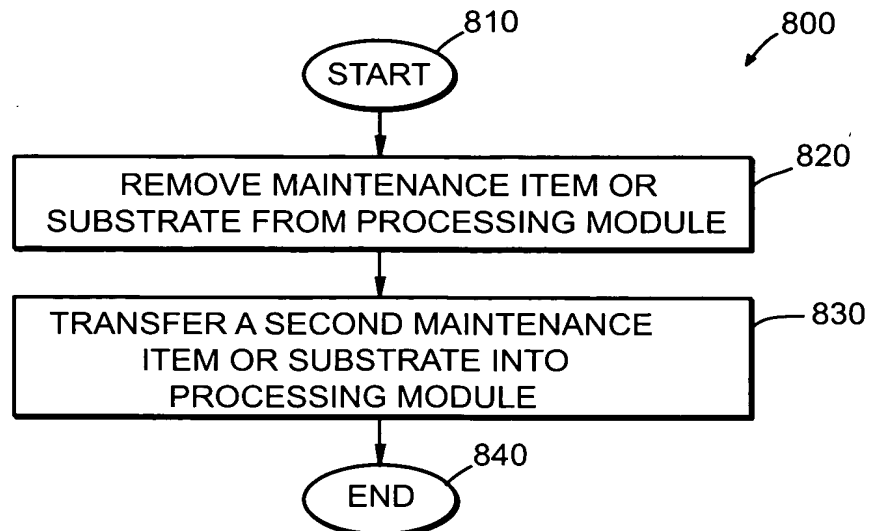 810
800
START
820
REMOVE MAINTENANCE ITEM OR
SUBSTRATE FROM PROCESSING MODULE
830
TRANSFER A SECOND MAINTENANCE
ITEM OR SUBSTRATE INTO
PROCESSING MODULE
840
END